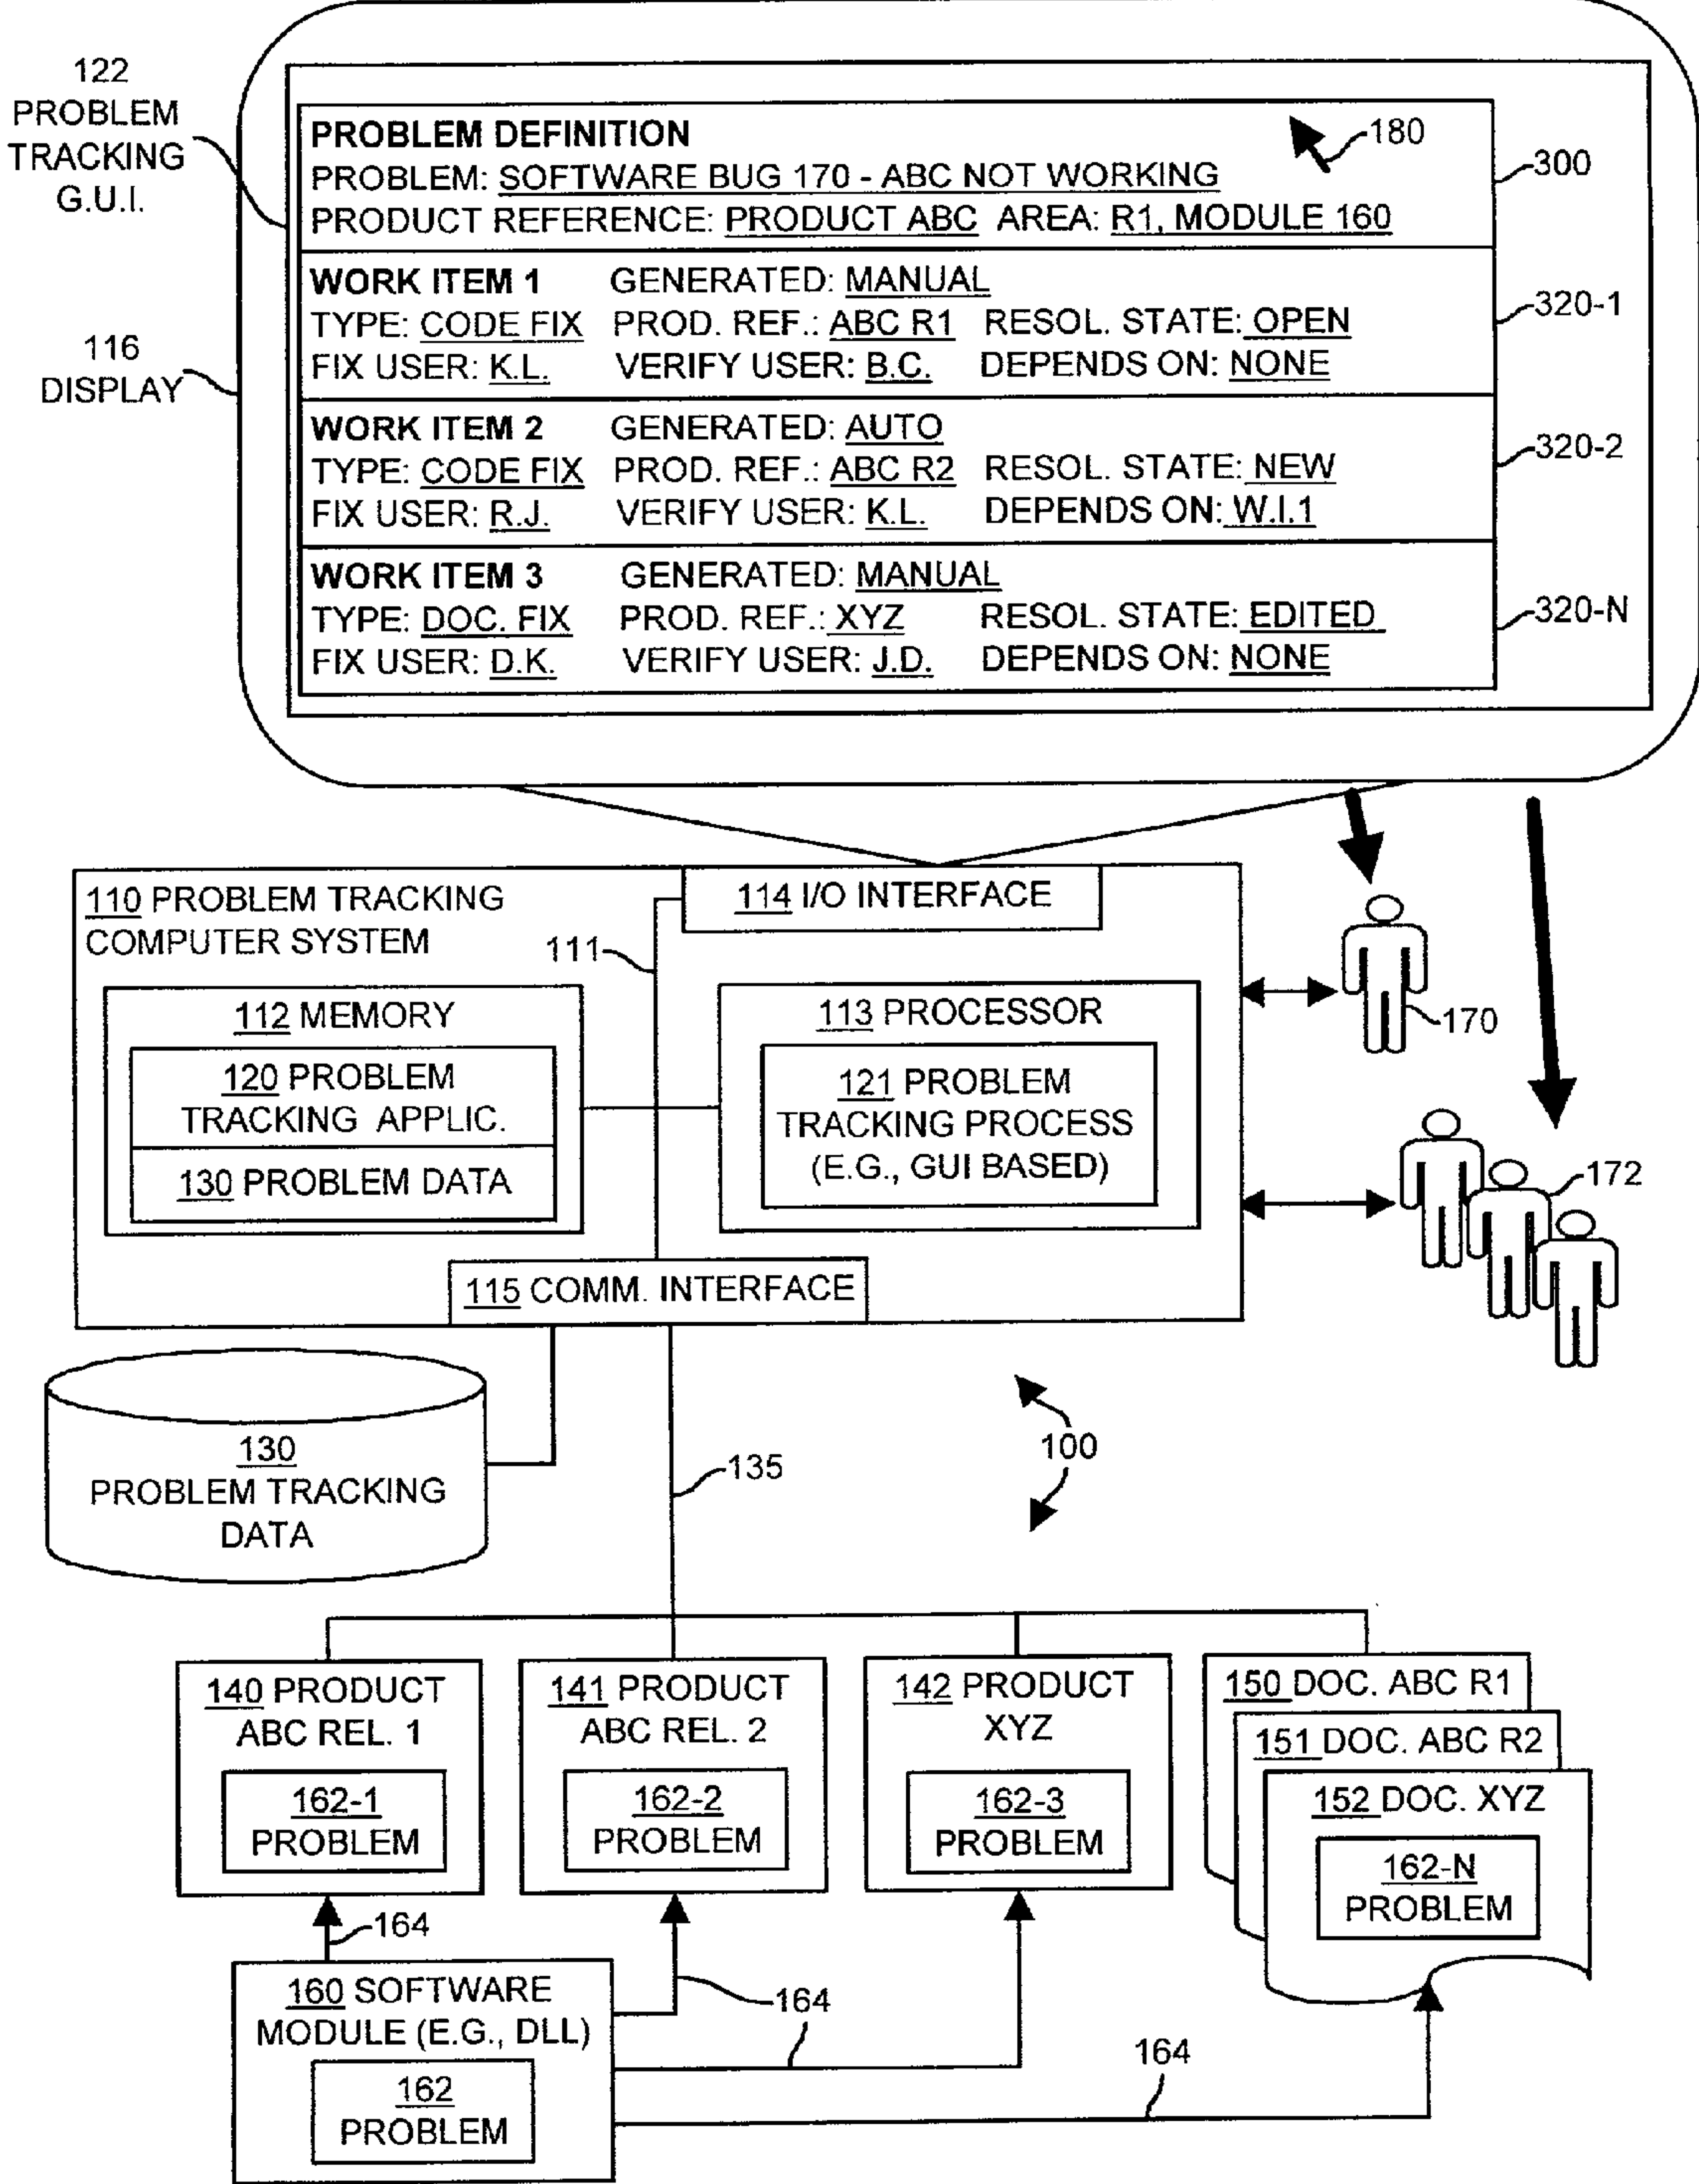 122
PROBLEM
TRACKING
G.U.I.
116
DISPLAY
PROBLEM DEFINITION
PROBLEM: SOFTWARE BUG 170 - ABC NOT WORKING
PRODUCT REFERENCE: PRODUCT ABC AREA: R1, MODULE 160
180
300
WORK ITEM 1 GENERATED: MANUAL
TYPE: CODE FIX PROD. REF.: ABC R1 RESOL. STATE: OPEN
FIX USER: K.L. VERIFY USER: B.C. DEPENDS ON: NONE
320-1
WORK ITEM 2 GENERATED: AUTO
TYPE: CODE FIX PROD. REF.: ABC R2 RESOL. STATE: NEW
FIX USER: R.J. VERIFY USER: K.L. DEPENDS ON: W.I.1
320-2
WORK ITEM 3 GENERATED: MANUAL
TYPE: DOC. FIX PROD. REF.: XYZ RESOL. STATE: EDITED
FIX USER: D.K. VERIFY USER: J.D. DEPENDS ON: NONE
320-N
110 PROBLEM TRACKING
COMPUTER SYSTEM
114 I/O INTERFACE
111
112 MEMORY
120 PROBLEM
TRACKING APPLIC.
130 PROBLEM DATA
113 PROCESSOR
121 PROBLEM
TRACKING PROCESS
(E.G., GUI BASED)
115 COMM. INTERFACE
170
172
130
PROBLEM TRACKING
DATA
135
100
140 PRODUCT
ABC REL. 1
162-1
PROBLEM
141 PRODUCT
ABC REL. 2
162-2
PROBLEM
142 PRODUCT
XYZ
162-3
PROBLEM
150 DOC. ABC R1
151 DOC. ABC R2
152 DOC. XYZ
162-N
PROBLEM
164
160 SOFTWARE
MODULE (E.G., DLL)
162
PROBLEM
164
164